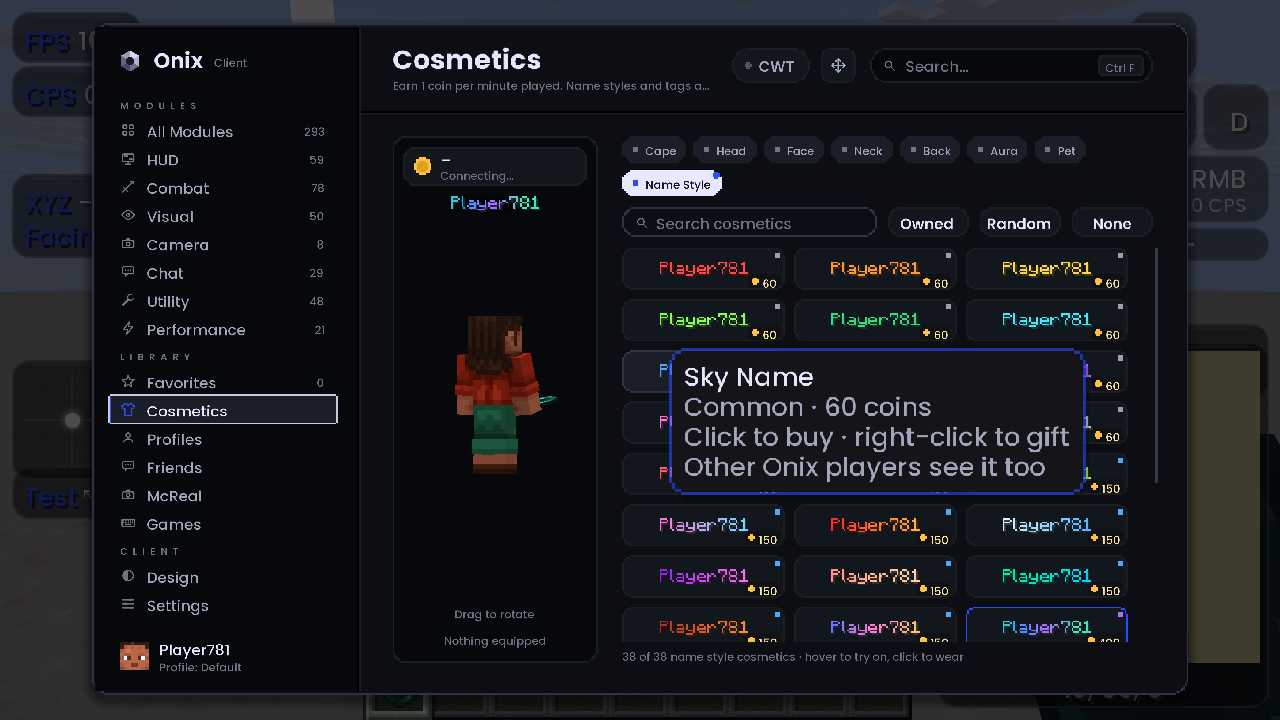 Onix Client
MODULES
All Modules 293
HUD 59
Combat 78
Visual 50
Camera 8
Chat 29
Utility 48
Performance 21
LIBRARY
Favorites 0
Cosmetics
Profiles
Friends
McReal
Games
CLIENT
Design
Settings
Player781
Profile: Default
Cosmetics
Earn 1 coin per minute played. Name styles and tags a...
CWT
Search...
Ctrl F
–
Connecting...
Player781
Drag to rotate
Nothing equipped
Cape Head Face Neck Back Aura Pet
Name Style
Search cosmetics
Owned Random None
Player781 60 Player781 60 Player781 60
Player781 60 Player781 60 Player781 60
60
60
150
Sky Name
Common · 60 coins
Click to buy · right-click to gift
Other Onix players see it too
Player781 150 Player781 150 Player781 150
Player781 150 Player781 150 Player781 150
Player781 150 Player781 150 Player781
38 of 38 name style cosmetics · hover to try on, click to wear
FPS
CPS
XYZ
Facin
Test
D
RMB
0 CPS